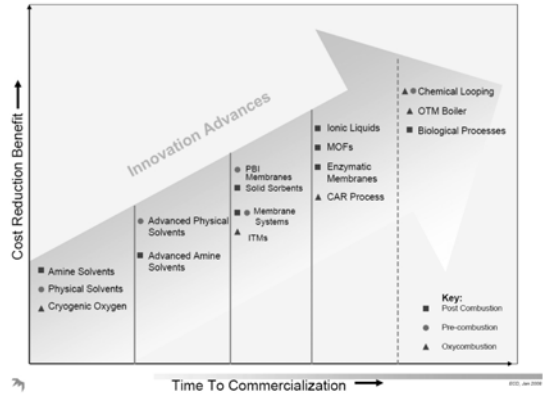 Cost Reduction Benefit
Innovation Advances
Amine Solvents
Physical Solvents
Cryogenic Oxygen
Advanced Physical
Solvents
Advanced Amine
Solvents
PBI
Membranes
Solid Sorbents
Membrane
Systems
ITMs
Ionic Liquids
MOFs
Enzymatic
Membranes
CAR Process
Chemical Looping
OTM Boiler
Biological Processes
Key:
Post Combustion
Pre-combustion
Oxycombustion
Time To Commercialization
Jan 2009